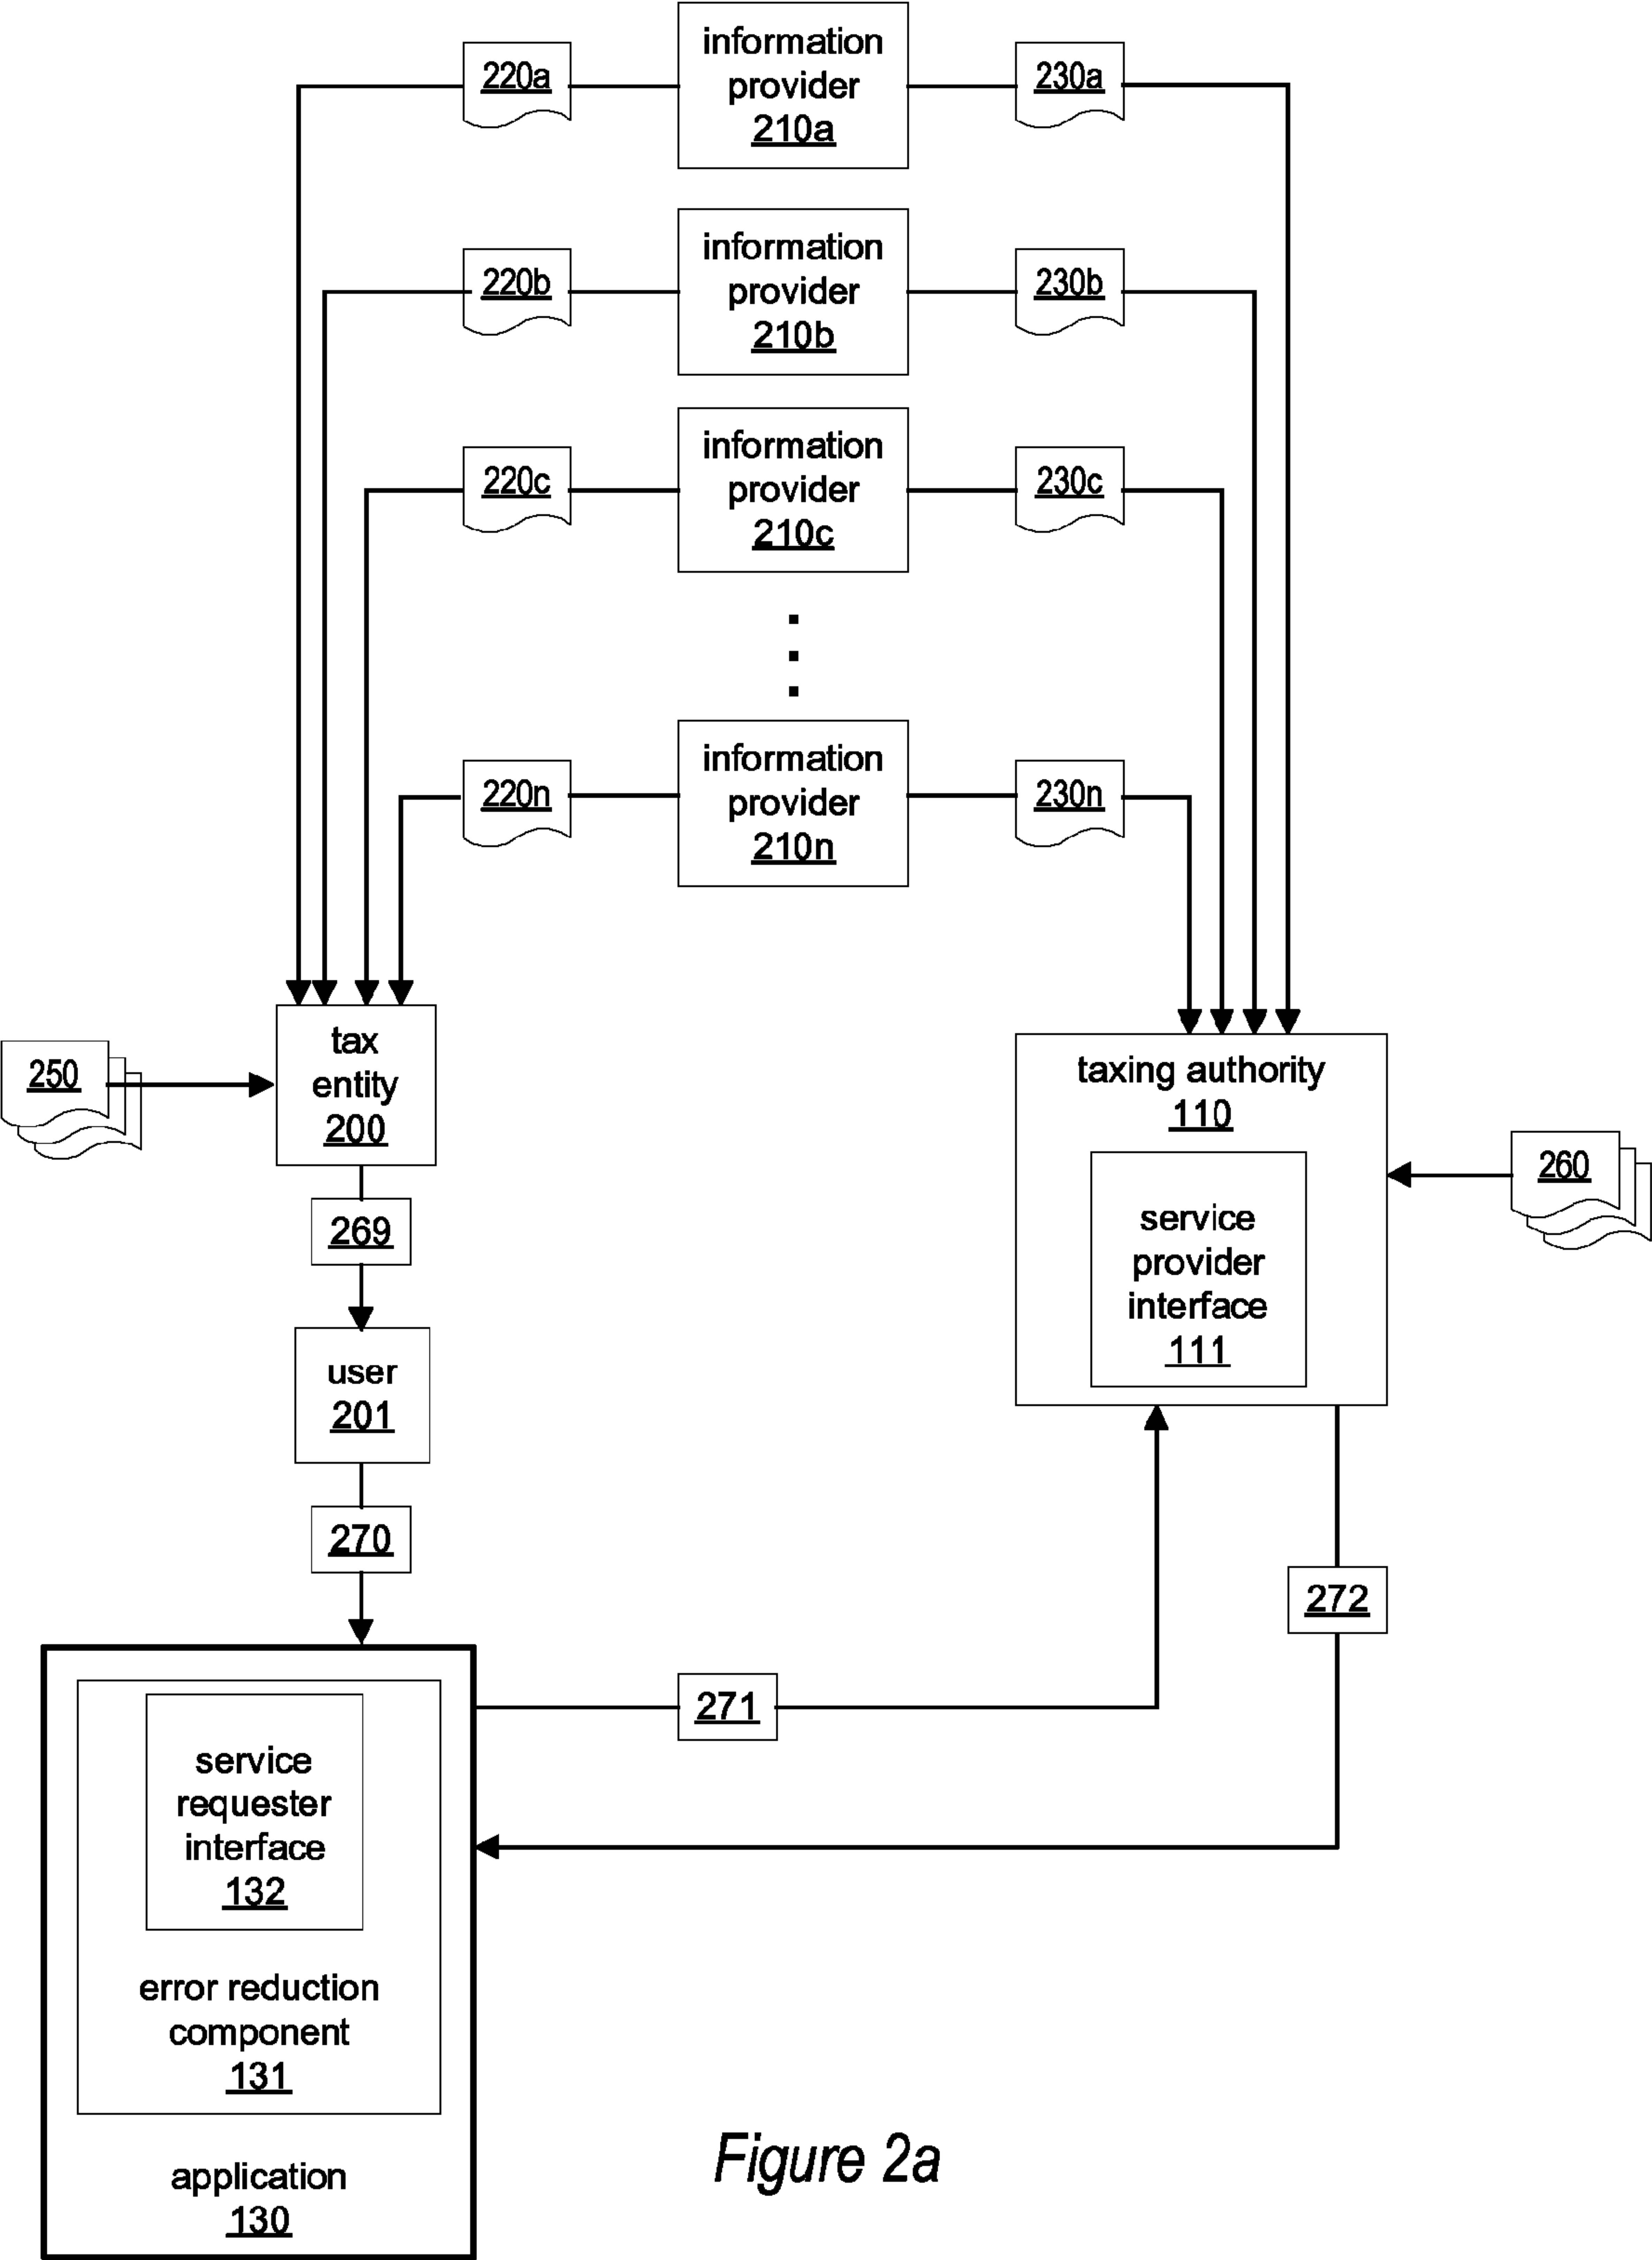 220a
information
provider
210a
230a
220b
information
provider
210b
230b
220c
information
provider
210c
230c
220n
information
provider
210n
230n
250
tax
entity
200
taxing authority
110
260
service
provider
interface
111
269
user
201
270
272
271
service
requester
interface
132
error reduction
component
131
application
130
Figure 2a